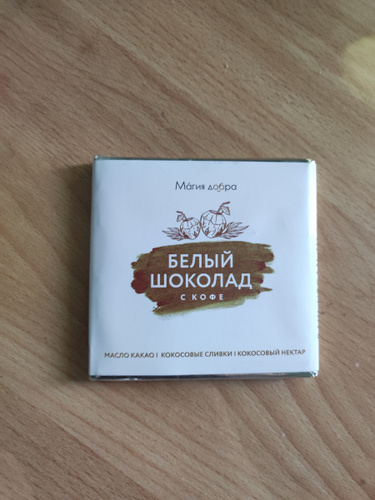 Магия добра
БЕЛЫЙ
ШОКОЛАД
С КОФЕ
МАСЛО КАКАО | КОКОСОВЫЕ СЛИВКИ | КОКОСОВЫЙ НЕКТАР